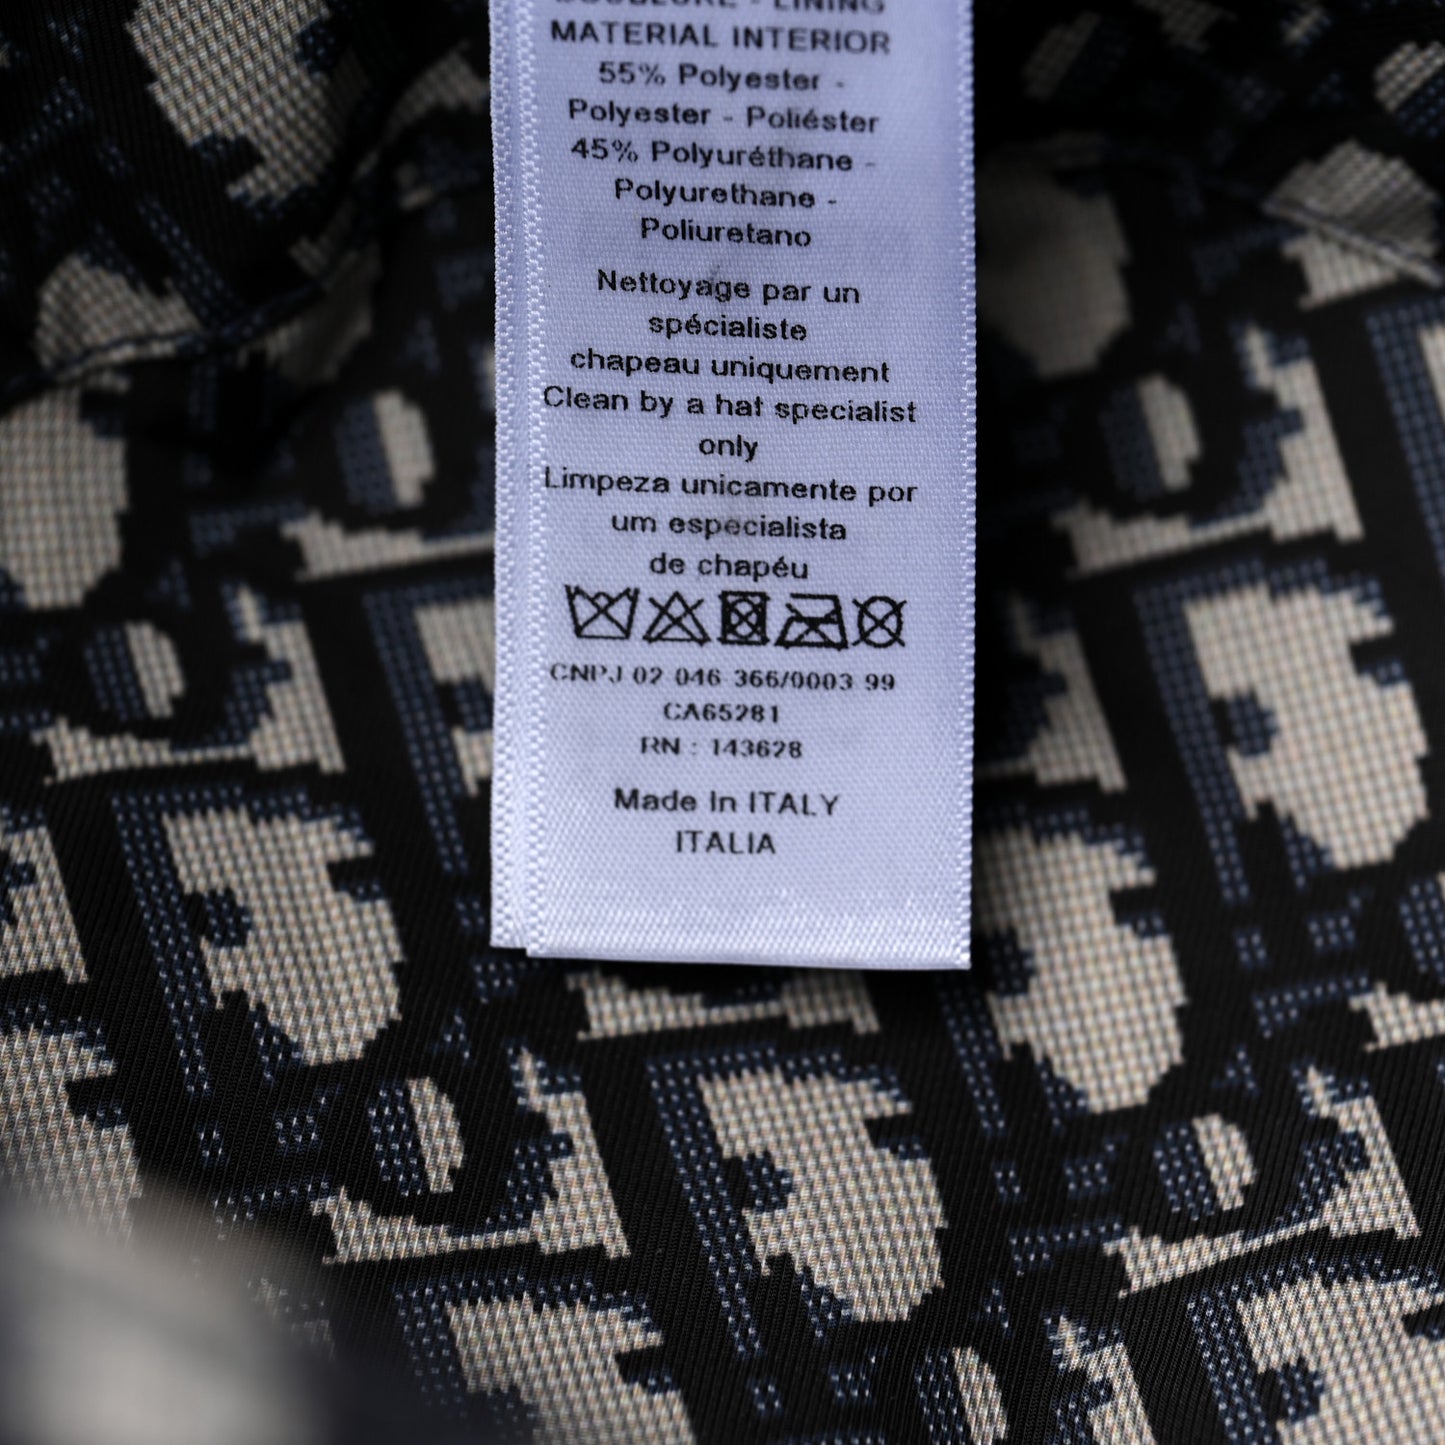 DOUBLURE - LINING
MATERIAL INTERIOR
55% Polyester -
Polyester - Poliéster
45% Polyuréthane -
Polyurethane -
Poliuretano
Nettoyage par un
spécialiste
chapeau uniquement
Clean by a hat specialist
only
Limpeza unicamente por
um especialista
de chapéu
CNPJ 02 046 366/0003 99
CA65281
RN : 143628
Made In ITALY
ITALIA